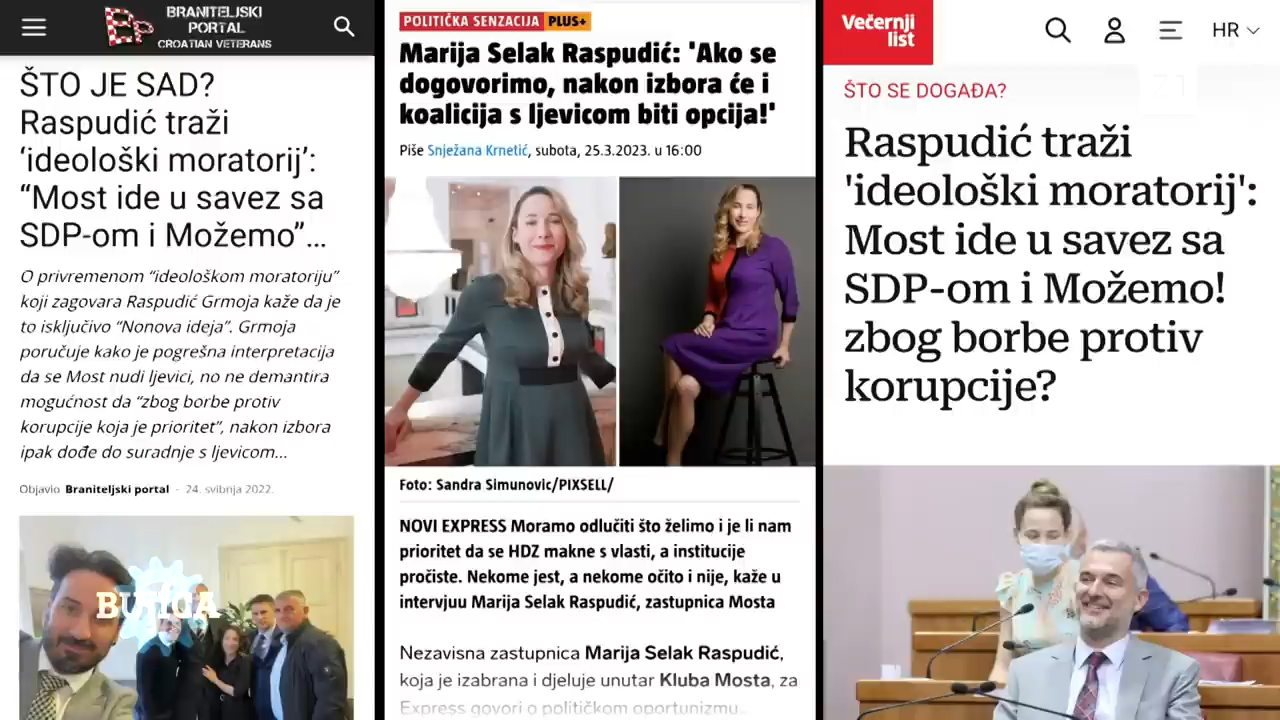 BRANITELJSKI
PORTAL
CROATIAN VETERANS
ŠTO JE SAD?
Raspudić traži
‘ideološki moratorij’:
“Most ide u savez sa
SDP-om i Možemo”...
O privremenom “ideološkom moratoriju”
koji zagovara Raspudić Grmoja kaže da je
to isključivo “Nonova ideja”. Grmoja
poručuje kako je pogrešna interpretacija
da se Most nudi ljevici, no ne demantira
mogućnost da “zbog borbe protiv
korupcije koja je prioritet”, nakon izbora
ipak dođe do suradnje s ljevicom...
Objavio Braniteljski portal - 24. svibnja 2022.
BUJICA
POLITIČKA SENZACIJA PLUS+
Marija Selak Raspudić: 'Ako se
dogovorimo, nakon izbora će i
koalicija s ljevicom biti opcija!'
Piše Snježana Krnetić, subota, 25.3.2023. u 16:00
Foto: Sandra Simunovic/PIXSELL/
NOVI EXPRESS Moramo odlučiti što želimo i je li nam
prioritet da se HDZ makne s vlasti, a institucije
pročiste. Nekome jest, a nekome očito i nije, kaže u
intervjuu Marija Selak Raspudić, zastupnica Mosta
Nezavisna zastupnica Marija Selak Raspudić,
koja je izabrana i djeluje unutar Kluba Mosta, za
Express govori o političkom oportunizmu...
Večernji
list
HR
Z1
ŠTO SE DOGAĐA?
Raspudić traži
'ideološki moratorij':
Most ide u savez sa
SDP-om i Možemo!
zbog borbe protiv
korupcije?